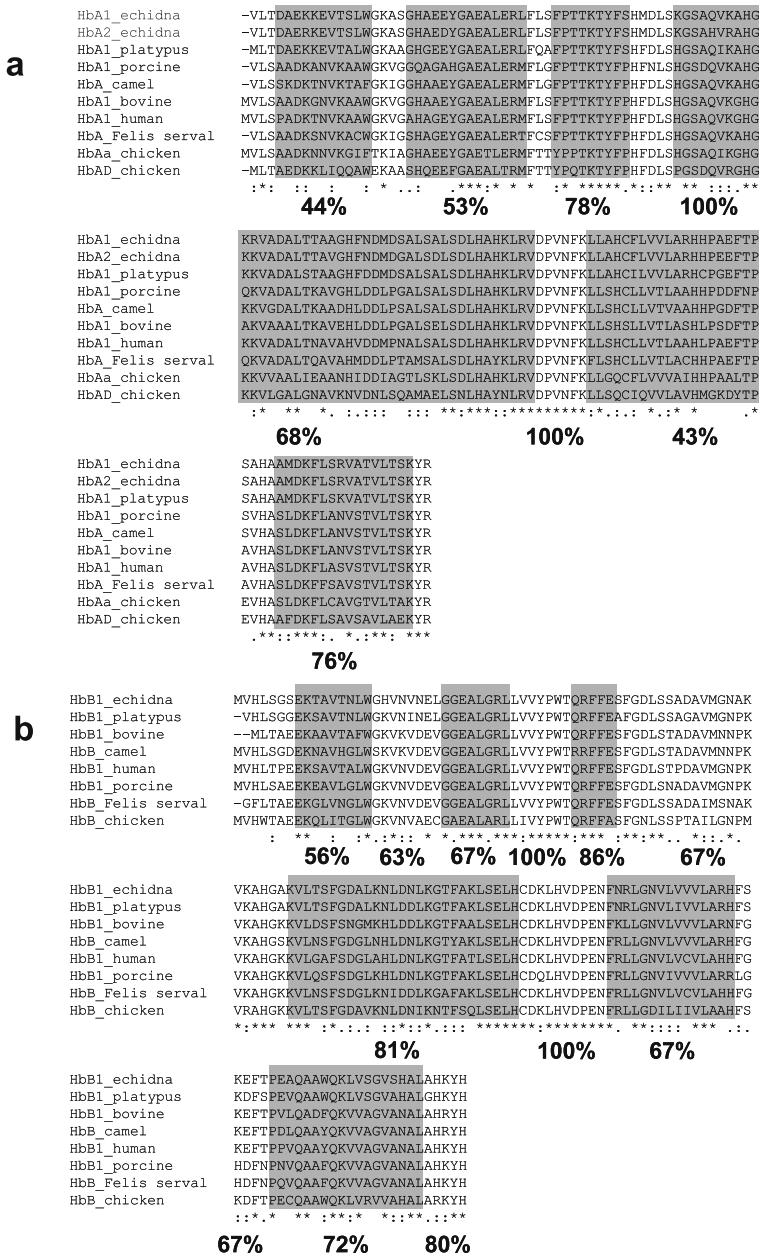 a
HbA1_echidna -VLTDAEKKEVTSLWGKASGHAEEYGAEALERLFLSFPTTKTYFSHMDLSKGSAQVKAHG
HbA2_echidna -VLTDAERKEVTSLWGKASGHAEDYGAEALERLFLSFPTTKTYFSHMDLSKGSAHVRAHG
HbA1_platypus -MLTDAEKKEVTALWGKAAGHGEEYGAEALERLFQAFPTTKTYFSHFDLSHGSAQIKAHG
HbA1_porcine -VLSAADKANVKAAWGKVGGQAGAHGAEALERMFLGFPTTKTYFPHFNLSHGSDQVKAHG
HbA_camel -VLSSKDKTNVKTAFGKIGGHAAEYGAEALERMFLGFPTTKTYFPHFDLSHGSAQVKAHG
HbA1_bovine MVLSAADKGNVKAAWGKVGGHAAEYGAEALERMFLSFPTTKTYFPHFDLSHGSAQVKGHG
HbA1_human MVLSPADKTNVKAAWGKVGAHAGEYGAEALERMFLSFPTTKTYFPHFDLSHGSAQVKGHG
HbA_Felis serval -VLSAADKSNVKACWGKIGSHAGEYGAEALERTFCSFPTTKTYFPHFDLSHGSAQVKAHG
HbAa_chicken MVLSAADKNNVKGIFTKIAGHAEEYGAETLERMFTTYPPTKTYFPHFDLSHGSAQIKGHG
HbAD_chicken -MLTAEDKKLIQQAWEKAASHQEEFGAEALTRMFTTYPQTKTYFPHFDLSPGSDQVRGHG
44% 53% 78% 100%
HbA1_echidna KRVADALTTAAGHFNDMDSALSALSDLHAHKLRVDPVNFKLLAHCFLVVLARHHPAEFTP
HbA2_echidna KKVADALTTAAGHFNDMDGALSALSDLHAHKLRVDPVNFKLLAHCFLVVLARHHPAEFTP
HbA1_platypus KKVADALSTAAGHFNDMDSALSALSDLHAHKLRVDPVNFKLLAHCILVVLARHCPGEFTP
HbA1_porcine QKVADALTKAVGHLDDLPGALSALSDLHAHKLRVDPVNFKLLSHCLLVTLAAHHPDDFNP
HbA_camel KKVGDALTKAADHLDDLPSALSALSDLHAHKLRVDPVNFKLLSHCLLVTVAAHHPGDFTP
HbA1_bovine AKVAAALTKAVEHLDDLPGALSELSDLHAHKLRVDPVNFKLLSHSLLVTLASHLPSDFTP
HbA1_human KKVADALTNAVAHVDDMPNALSALSDLHAHKLRVDPVNFKLLSHCLLVTLAAHLPAEFTP
HbA_Felis serval QKVADALTQAVAHMDDLPTAMSALSDLHAYKLRVDPVNFKFLSHCLLVTLACHHPAEFTP
HbAa_chicken KKVVAALIEAANHIDDIAGTLSKLSDLHAHKLRVDPVNFKLLGQCFLVVVAIHHPAALTP
HbAD_chicken KKVLGALGNAVKNVDNLSQAMAELSNLHAYNLRVDPVNFKLLSQCIQVVLAVHMGKDYTP
68% 100% 43%
HbA1_echidna SAHAAMDKFLSRVATVLTSKYR
HbA2_echidna SAHAAMDKFLSRVATVLTSKYR
HbA1_platypus SAHAAMDKFLSKVATVLTSKYR
HbA1_porcine SVHASLDKFLANVSTVLTSKYR
HbA_camel SVHASLDKFLANVSTVLTSKYR
HbA1_bovine AVHASLDKFLANVSTVLTSKYR
HbA1_human AVHASLDKFLASVSTVLTSKYR
HbA_Felis serval AVHASLDKFFSAVSTVLTSKYR
HbAa_chicken EVHASLDKFLCAVGTVLTAKYR
HbAD_chicken EVHAAFDKFLSAVSAVLAEKYR
76%
b
HbB1_echidna MVHLSGSEKTAVTNLWGHVNVNELGGEALGRLLVVYPWTQRFFESFGDLSSADAVMGNAK
HbB1_platypus -VHLSGGEKSAVTNLWGKVNINELGGEALGRLLVVYPWTQRFFEAFGDLSSAGAVMGNPK
HbB1_bovine --MLTAEEKAAVTAFWGKVKVDEVGGEALGRLLVVYPWTQRFFESFGDLSTADAVMNNPK
HbB_camel MVHLSGDEKNAVHGLWSKVKVDEVGGEALGRLLVVYPWTRRFFESFGDLSTADAVMNNPK
HbB1_human MVHLTPEEKSAVTALWGKVNVDEVGGEALGRLLVVYPWTQRFFESFGDLSTPDAVMGNPK
HbB1_porcine MVHLSAEEKEAVLGLWGKVNVDEVGGEALGRLLVVYPWTQRFFESFGDLSNADAVMGNPK
HbB_Felis serval -GFLTAEEKGLVNGLWGKVNVDEVGGEALGRLLVVYPWTQRFFESFGDLSSADAIMSNAK
HbB_chicken MVHWTAEEKQLITGLWGKVNVAECGAEALARLLIVYPWTQRFFASFGNLSSPTAILGNPM
56% 63% 67% 100% 86% 67%
HbB1_echidna VKAHGAKVLTSFGDALKNLDNLKGTFAKLSELHCDKLHVDPENFNRLGNVLVVVLARHFS
HbB1_platypus VKAHGAKVLTSFGDALKNLDDLKGTFAKLSELHCDKLHVDPENFNRLGNVLIVVLARHFS
HbB1_bovine VKAHGKKVLDSFSNGMKHLDDLKGTFAALSELHCDKLHVDPENFKLLGNVLVVVLARNFG
HbB_camel VKAHGSKVLNSFGDGLNHLDNLKGTYAKLSELHCDKLHVDPENFRLLGNVLVVVLARHFG
HbB1_human VKAHGKKVLGAFSDGLAHLDNLKGTFATLSELHCDKLHVDPENFRLLGNVLVCVLAHHFG
HbB1_porcine VKAHGKKVLQSFSDGLKHLDNLKGTFAKLSELHCDQLHVDPENFRLLGNVIVVVLARRLG
HbB_Felis serval VKAHGKKVLNSFSDGLKNIDDLKGAFAKLSELHCDKLHVDPENFRLLGNVLVCVLAHHFG
HbB_chicken VRAHGKKVLTSFGDAVKNLDNIKNTFSQLSELHCDKLHVDPENFRLLGDILIIVLAAHFS
81% 100% 67%
HbB1_echidna KEFTPEAQAAWQKLVSGVSHALAHKYH
HbB1_platypus KDFSPEVQAAWQKLVSGVAHALGHKYH
HbB1_bovine KEFTPVLQADFQKVVAGVANALAHRYH
HbB_camel KEFTPDLQAAYQKVVAGVANALAHRYH
HbB1_human KEFTPPVQAAYQKVVAGVANALAHKYH
HbB1_porcine HDFNPNVQAAFQKVVAGVANALAHKYH
HbB_Felis serval HDFNPQVQAAFQKVVAGVANALAHKYH
HbB_chicken KDFTPECQAAWQKLVRVVAHALARKYH
67% 72% 80%